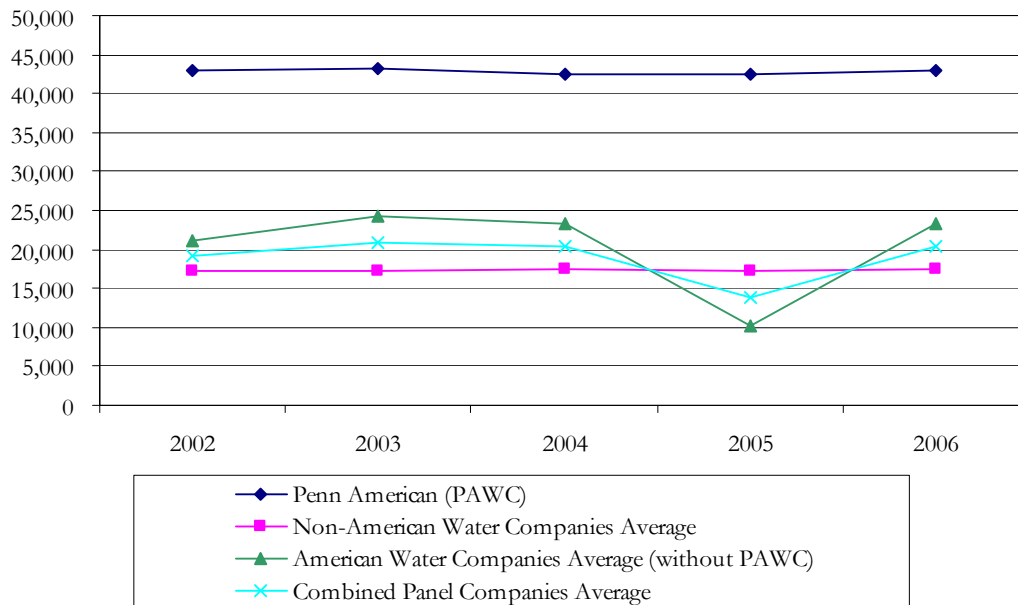 50,000
45,000
40,000
35,000
30,000
25,000
20,000
15,000
10,000
5,000
0
2002 2003 2004 2005 2006
Penn American (PAWC)
Non-American Water Companies Average
American Water Companies Average (without PAWC)
Combined Panel Companies Average